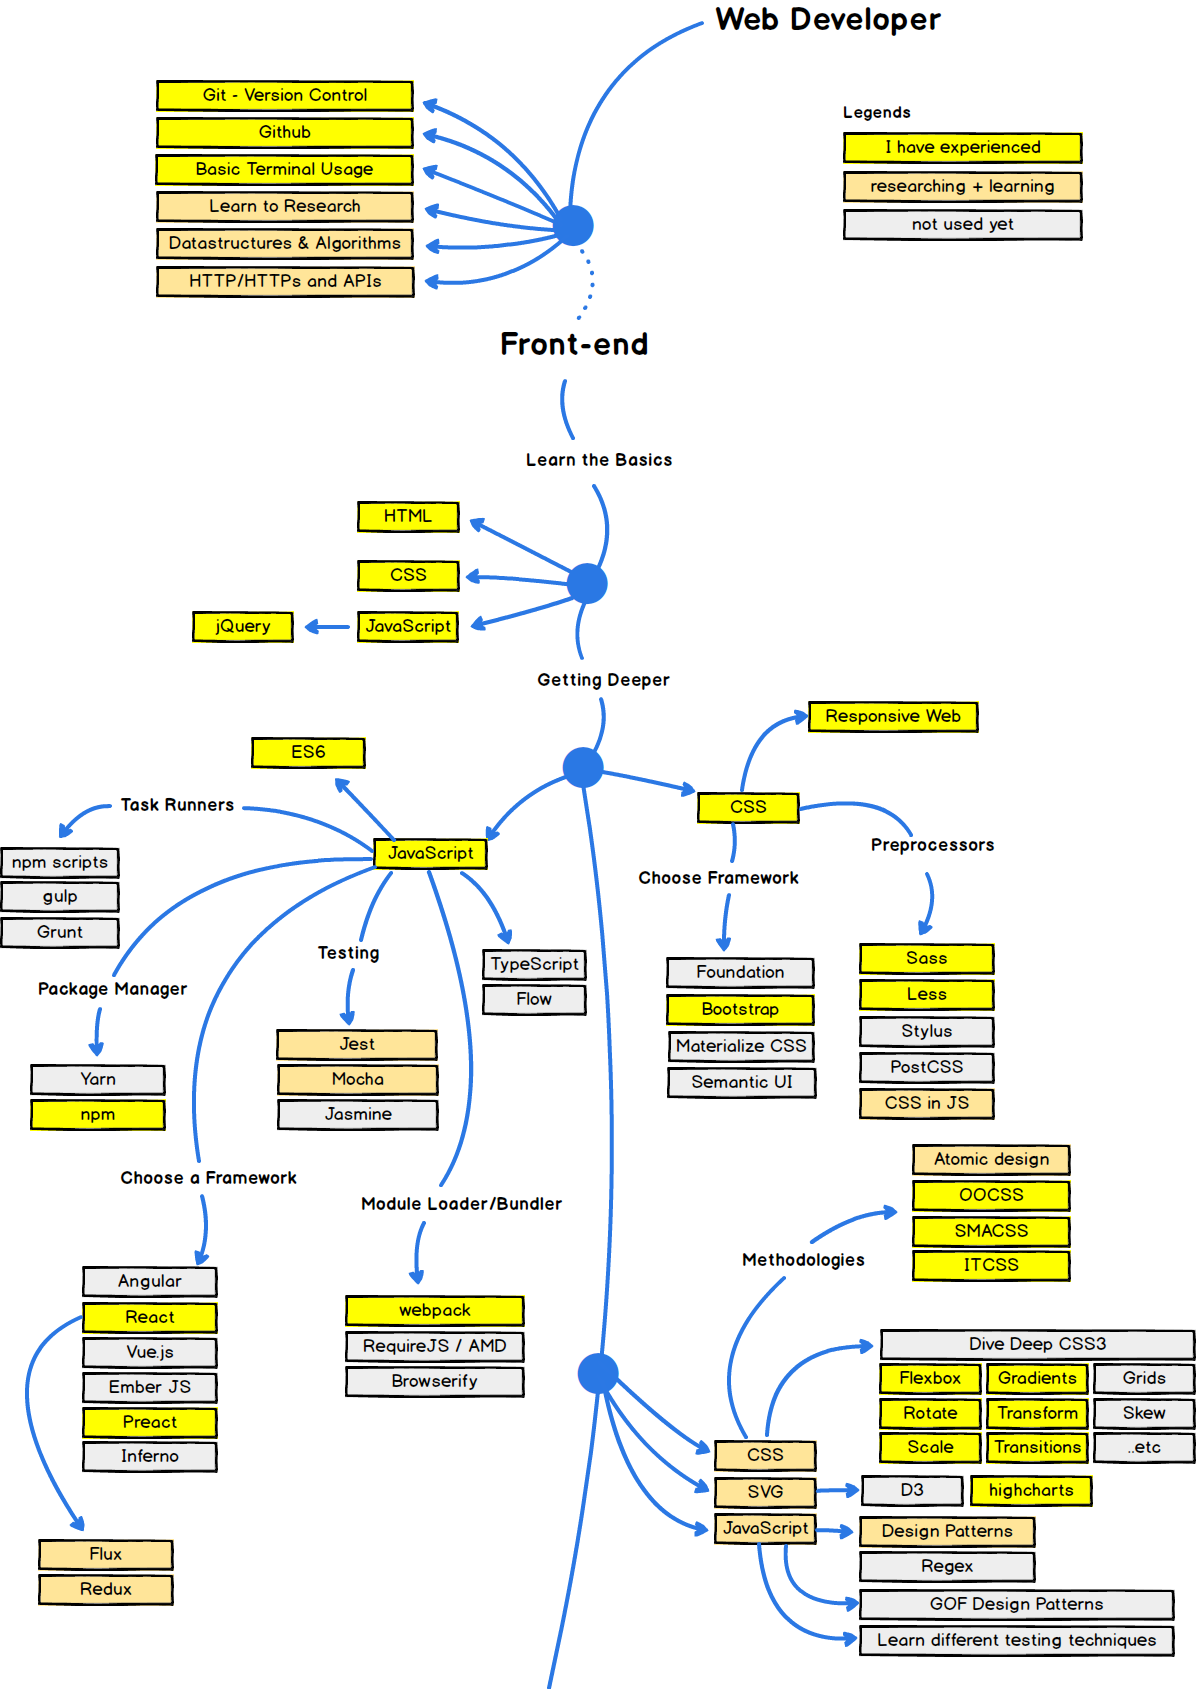 Web Developer
Git - Version Control
Github
Basic Terminal Usage
Learn to Research
Datastructures & Algorithms
HTTP/HTTPs and APIs
Legends
I have experienced
researching + learning
not used yet
Front-end
Learn the Basics
HTML
CSS
jQuery
JavaScript
Getting Deeper
Responsive Web
ES6
Task Runners
npm scripts
gulp
Grunt
JavaScript
CSS
Preprocessors
Choose Framework
Testing
TypeScript
Flow
Package Manager
Foundation
Bootstrap
Materialize CSS
Semantic UI
Sass
Less
Stylus
PostCSS
CSS in JS
Jest
Mocha
Jasmine
Yarn
npm
Choose a Framework
Module Loader/Bundler
Atomic design
OOCSS
SMACSS
ITCSS
Methodologies
Angular
React
Vue.js
Ember JS
Preact
Inferno
webpack
RequireJS / AMD
Browserify
Dive Deep CSS3
Flexbox Gradients Grids
Rotate Transform Skew
Scale Transitions ..etc
CSS
SVG
JavaScript
D3
highcharts
Design Patterns
Regex
GOF Design Patterns
Learn different testing techniques
Flux
Redux